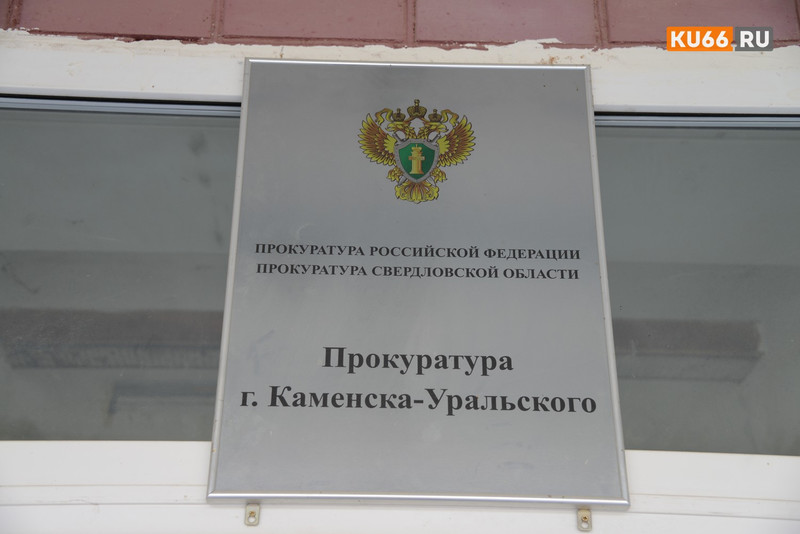 KU66.RU
ПРОКУРАТУРА РОССИЙСКОЙ ФЕДЕРАЦИИ
ПРОКУРАТУРА СВЕРДЛОВСКОЙ ОБЛАСТИ
Прокуратура
г. Каменска-Уральского